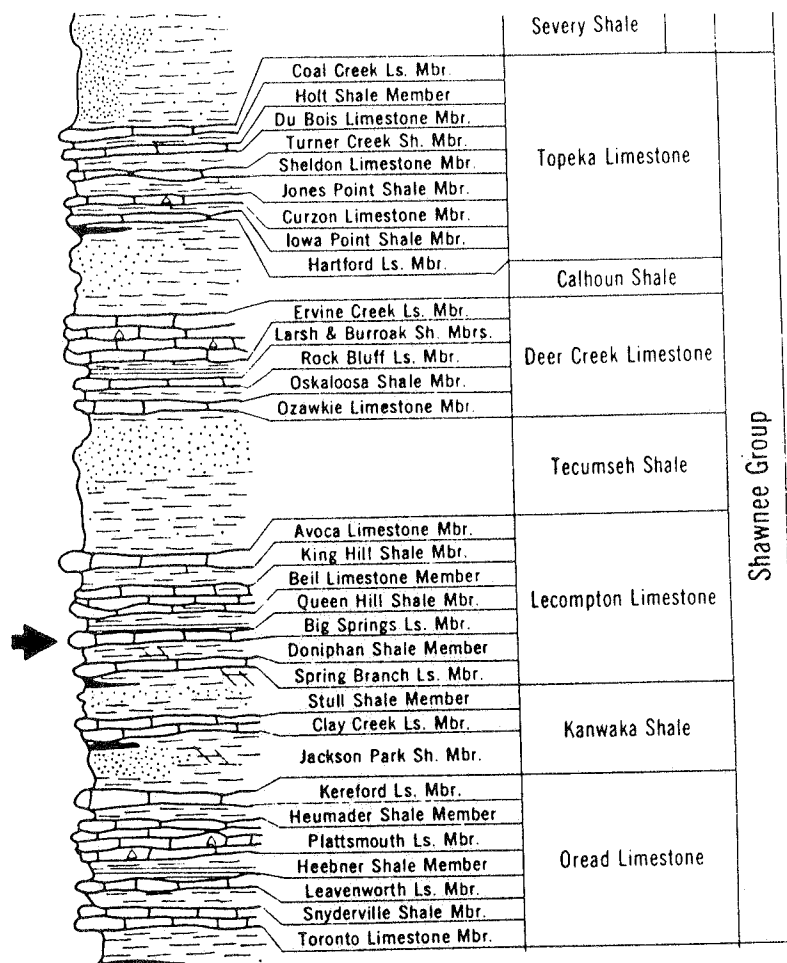 Severy Shale
Coal Creek Ls. Mbr.
Holt Shale Member
Du Bois Limestone Mbr.
Turner Creek Sh. Mbr.
Sheldon Limestone Mbr.
Jones Point Shale Mbr.
Curzon Limestone Mbr.
Iowa Point Shale Mbr.
Hartford Ls. Mbr.
Topeka Limestone
Calhoun Shale
Ervine Creek Ls. Mbr.
Larsh & Burroak Sh. Mbrs.
Rock Bluff Ls. Mbr.
Oskaloosa Shale Mbr.
Ozawkie Limestone Mbr.
Deer Creek Limestone
Tecumseh Shale
Avoca Limestone Mbr.
King Hill Shale Mbr.
Beil Limestone Member
Queen Hill Shale Mbr.
Big Springs Ls. Mbr.
Doniphan Shale Member
Spring Branch Ls. Mbr.
Lecompton Limestone
Stull Shale Member
Clay Creek Ls. Mbr.
Jackson Park Sh. Mbr.
Kanwaka Shale
Kereford Ls. Mbr.
Heumader Shale Member
Plattsmouth Ls. Mbr.
Heebner Shale Member
Leavenworth Ls. Mbr.
Snyderville Shale Mbr.
Toronto Limestone Mbr.
Oread Limestone
Shawnee Group